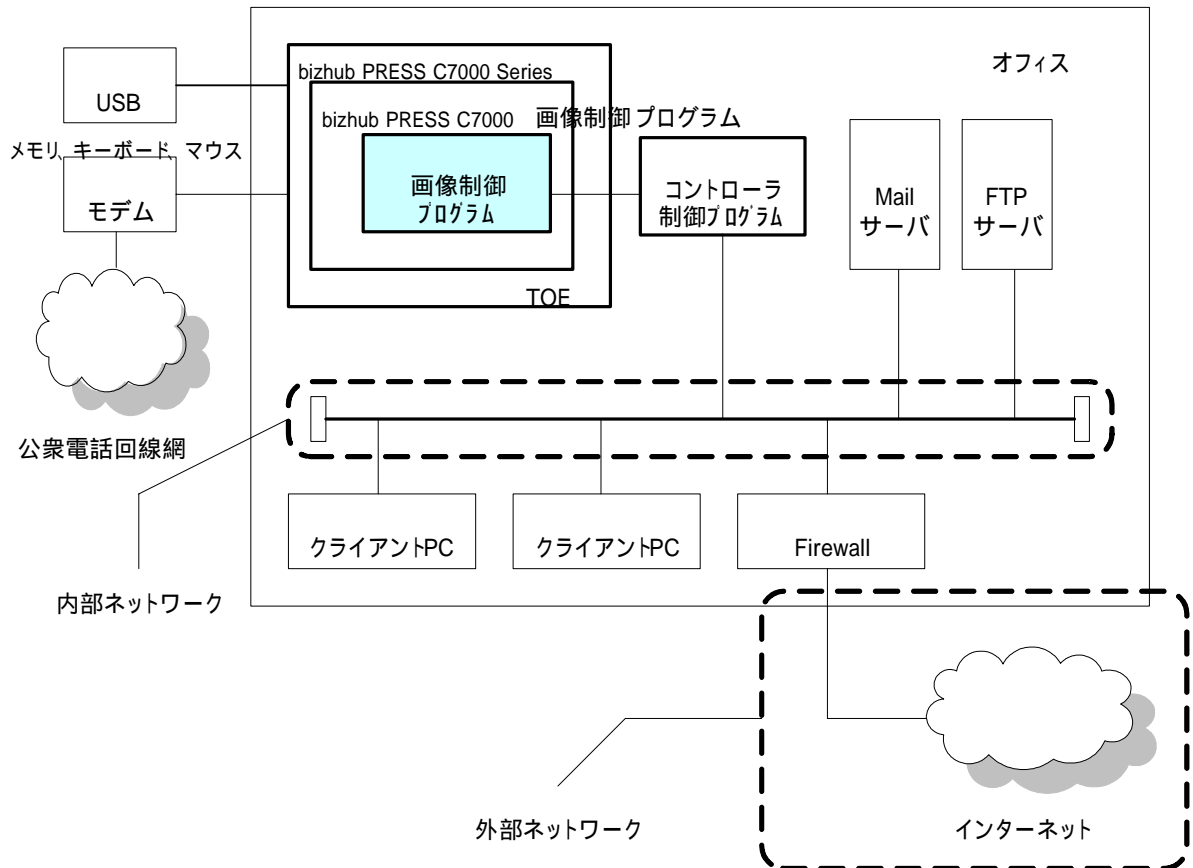 オフィス
bizhub PRESS C7000 Series
USB
bizhub PRESS C7000 画像制御プログラム
メモリ、キーボード、マウス
画像制御
プログラム
コントローラ
制御プログラム
Mail
サーバ
FTP
サーバ
モデム
TOE
公衆電話回線網
クライアントPC
クライアントPC
Firewall
内部ネットワーク
外部ネットワーク
インターネット